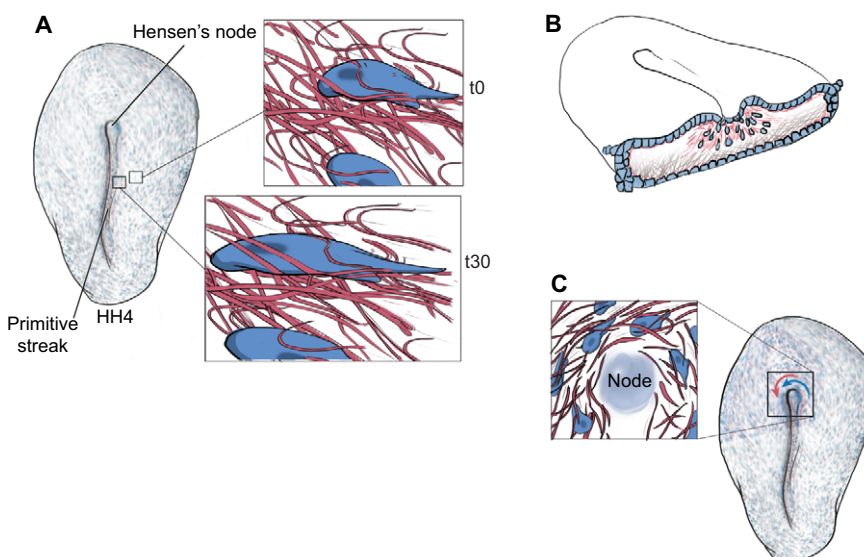 A
Hensen's node
t0
t30
Primitive
streak
HH4
B
C
Node